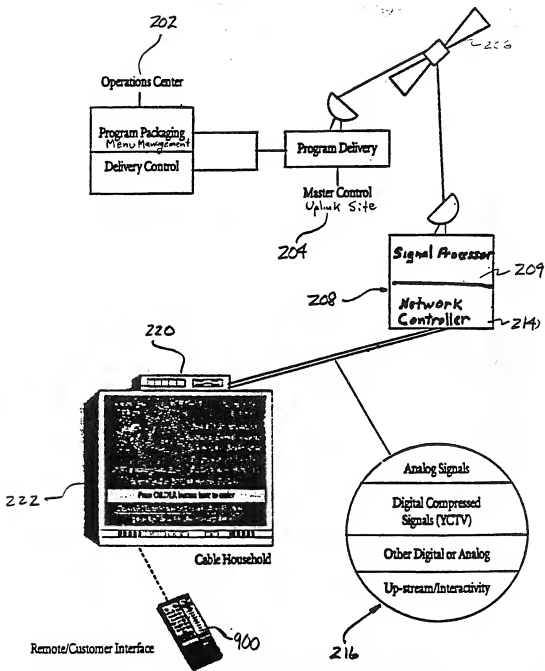 202
Operations Center
Program Packaging
Menu Management
Delivery Control
Program Delivery
Master Control
Uplink Site
204
Signal Processor
209
208
Network
Controller
214
220
222
Cable Household
Analog Signals
Digital Compressed
Signals (YCTV)
Other Digital or Analog
Up-stream/Interactivity
216
Remote/Customer Interface
900